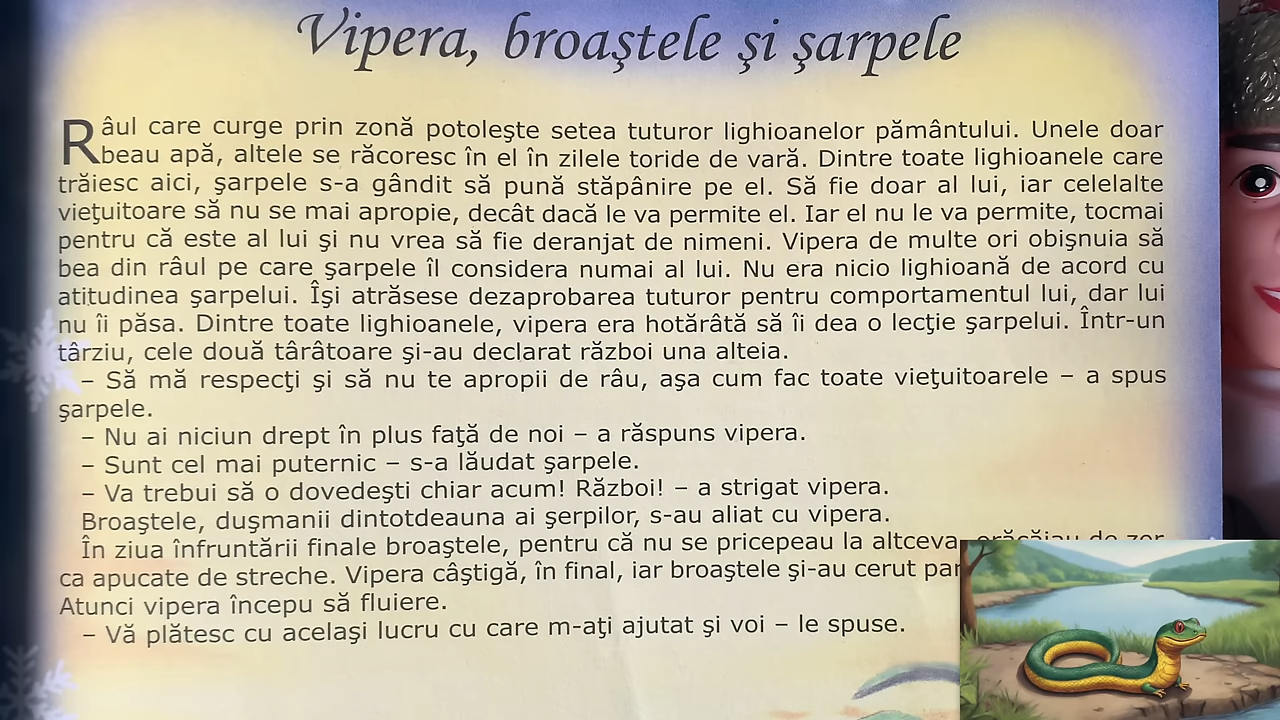 Vipera, broaştele şi şarpele
Râul care curge prin zonă potoleşte setea tuturor lighioanelor pământului. Unele doar
beau apă, altele se răcoresc în el în zilele toride de vară. Dintre toate lighioanele care
trăiesc aici, şarpele s-a gândit să pună stăpânire pe el. Să fie doar al lui, iar celelalte
vieţuitoare să nu se mai apropie, decât dacă le va permite el. Iar el nu le va permite, tocmai
pentru că este al lui şi nu vrea să fie deranjat de nimeni. Vipera de multe ori obişnuia să
bea din râul pe care şarpele îl considera numai al lui. Nu era nicio lighioană de acord cu
atitudinea şarpelui. Îşi atrăsese dezaprobarea tuturor pentru comportamentul lui, dar lui
nu îi păsa. Dintre toate lighioanele, vipera era hotărâtă să îi dea o lecţie şarpelui. Într-un
târziu, cele două târâtoare şi-au declarat război una alteia.
– Să mă respecţi şi să nu te apropii de râu, aşa cum fac toate vieţuitoarele – a spus
şarpele.
– Nu ai niciun drept în plus faţă de noi – a răspuns vipera.
– Sunt cel mai puternic – s-a lăudat şarpele.
– Va trebui să o dovedeşti chiar acum! Război! – a strigat vipera.
Broaştele, duşmanii dintotdeauna ai şerpilor, s-au aliat cu vipera.
În ziua înfruntării finale broaştele, pentru că nu se pricepeau la altceva, orăcăiau de zor
ca apucate de streche. Vipera câştigă, în final, iar broaştele şi-au cerut
Atunci vipera începu să fluiere.
– Vă plătesc cu acelaşi lucru cu care m-aţi ajutat şi voi – le spuse.